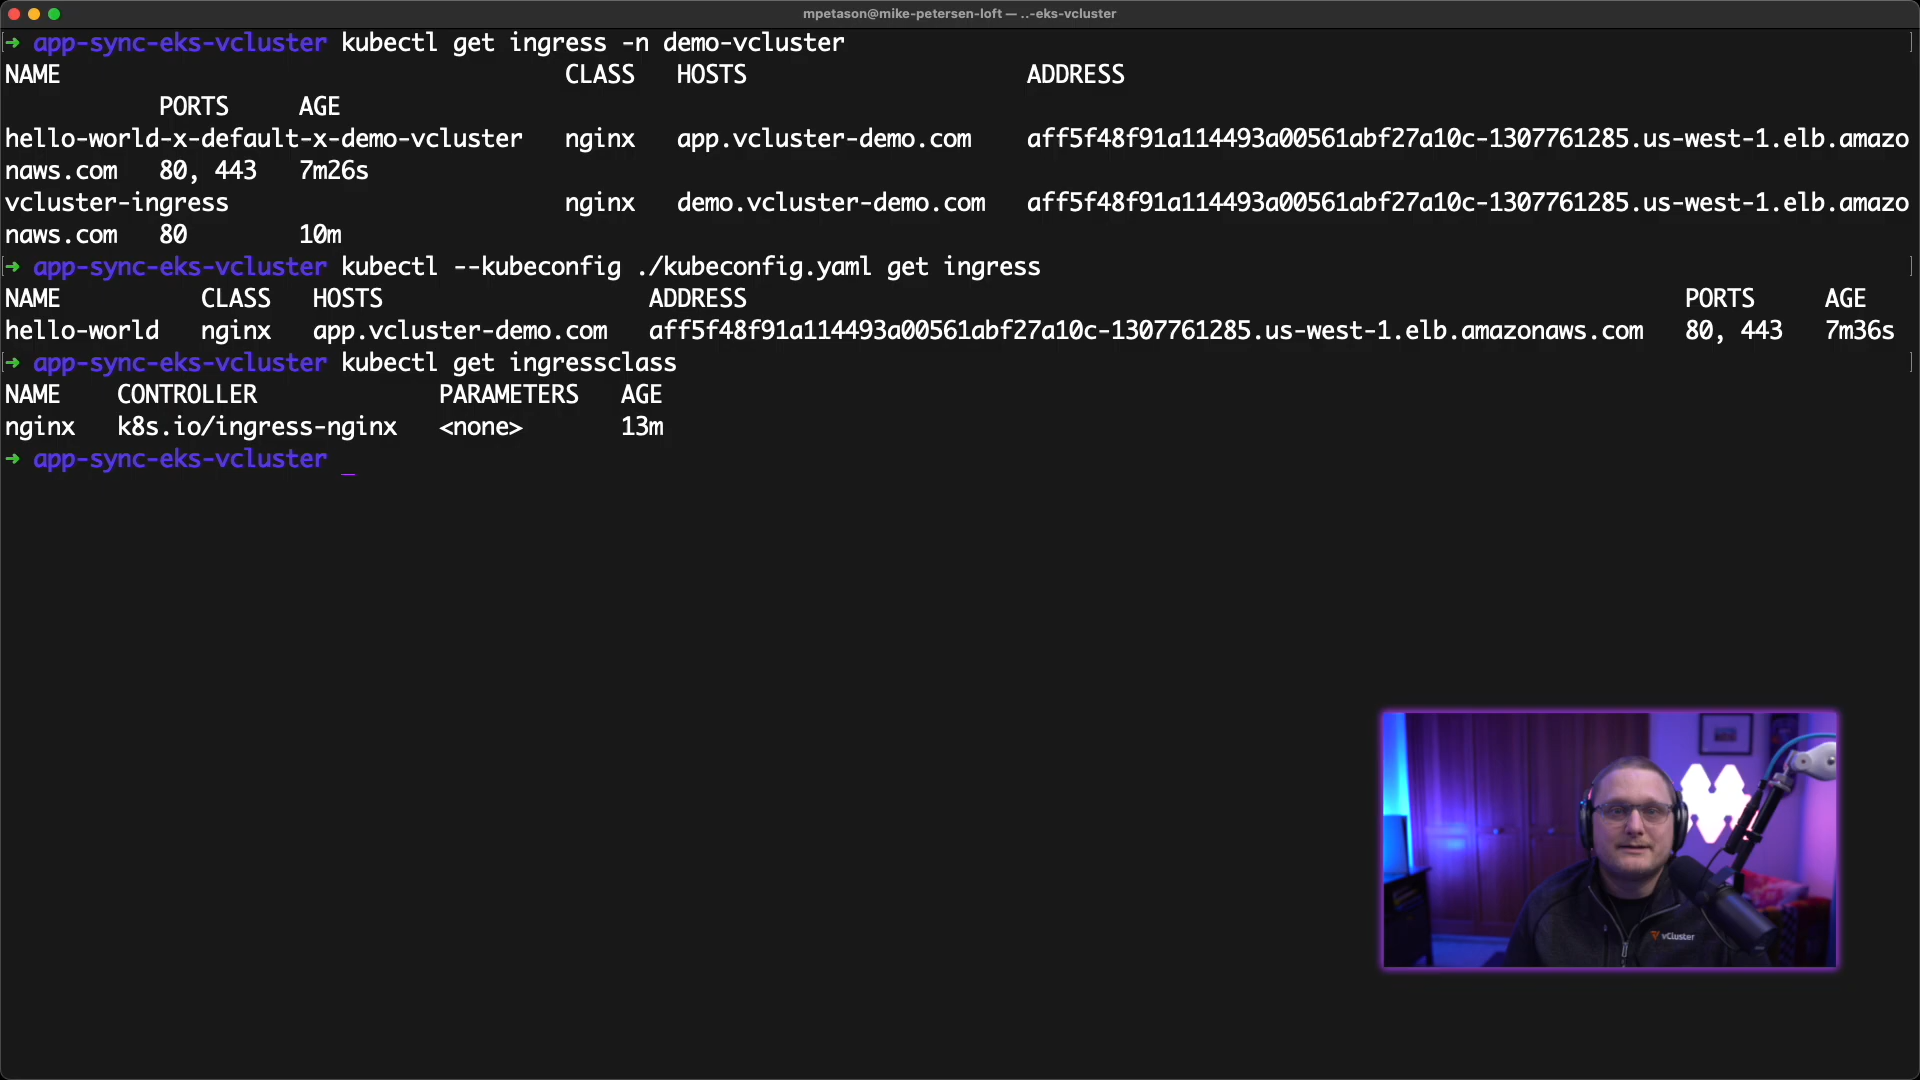 mpetason@mike-petersen-loft — ..-eks-vcluster
➜ app-sync-eks-vcluster kubectl get ingress -n demo-vcluster
NAME CLASS HOSTS ADDRESS
PORTS AGE
hello-world-x-default-x-demo-vcluster nginx app.vcluster-demo.com aff5f48f91a114493a00561abf27a10c-1307761285.us-west-1.elb.amazo
naws.com 80, 443 7m26s
vcluster-ingress nginx demo.vcluster-demo.com aff5f48f91a114493a00561abf27a10c-1307761285.us-west-1.elb.amazo
naws.com 80 10m
➜ app-sync-eks-vcluster kubectl --kubeconfig ./kubeconfig.yaml get ingress
NAME CLASS HOSTS ADDRESS PORTS AGE
hello-world nginx app.vcluster-demo.com aff5f48f91a114493a00561abf27a10c-1307761285.us-west-1.elb.amazonaws.com 80, 443 7m36s
➜ app-sync-eks-vcluster kubectl get ingressclass
NAME CONTROLLER PARAMETERS AGE
nginx k8s.io/ingress-nginx <none> 13m
➜ app-sync-eks-vcluster _
vCluster